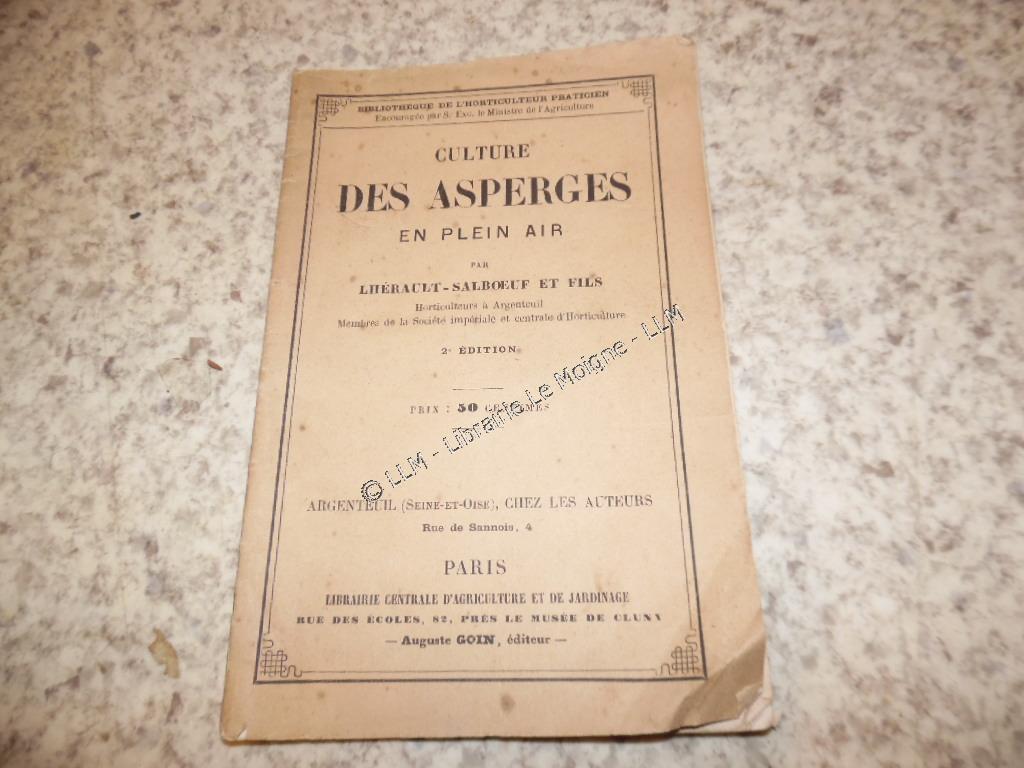 BIBLIOTHÈQUE DE L'HORTICULTEUR PRATICIEN
Encouragée par S. Exc. le Ministre de l'Agriculture
CULTURE
DES ASPERGES
EN PLEIN AIR
PAR
LHÉRAULT-SALBŒUF ET FILS
Horticulteurs à Argenteuil
Membres de la Société impériale et centrale d'Horticulture
2e ÉDITION
PRIX : 50 CENTIMES
© LLM - Librairie Le Moigne - LLM
ARGENTEUIL (SEINE-ET-OISE), CHEZ LES AUTEURS
Rue de Sannois, 4
PARIS
LIBRAIRIE CENTRALE D'AGRICULTURE ET DE JARDINAGE
RUE DES ÉCOLES, 82, PRÈS LE MUSÉE DE CLUNY
— Auguste GOIN, éditeur —